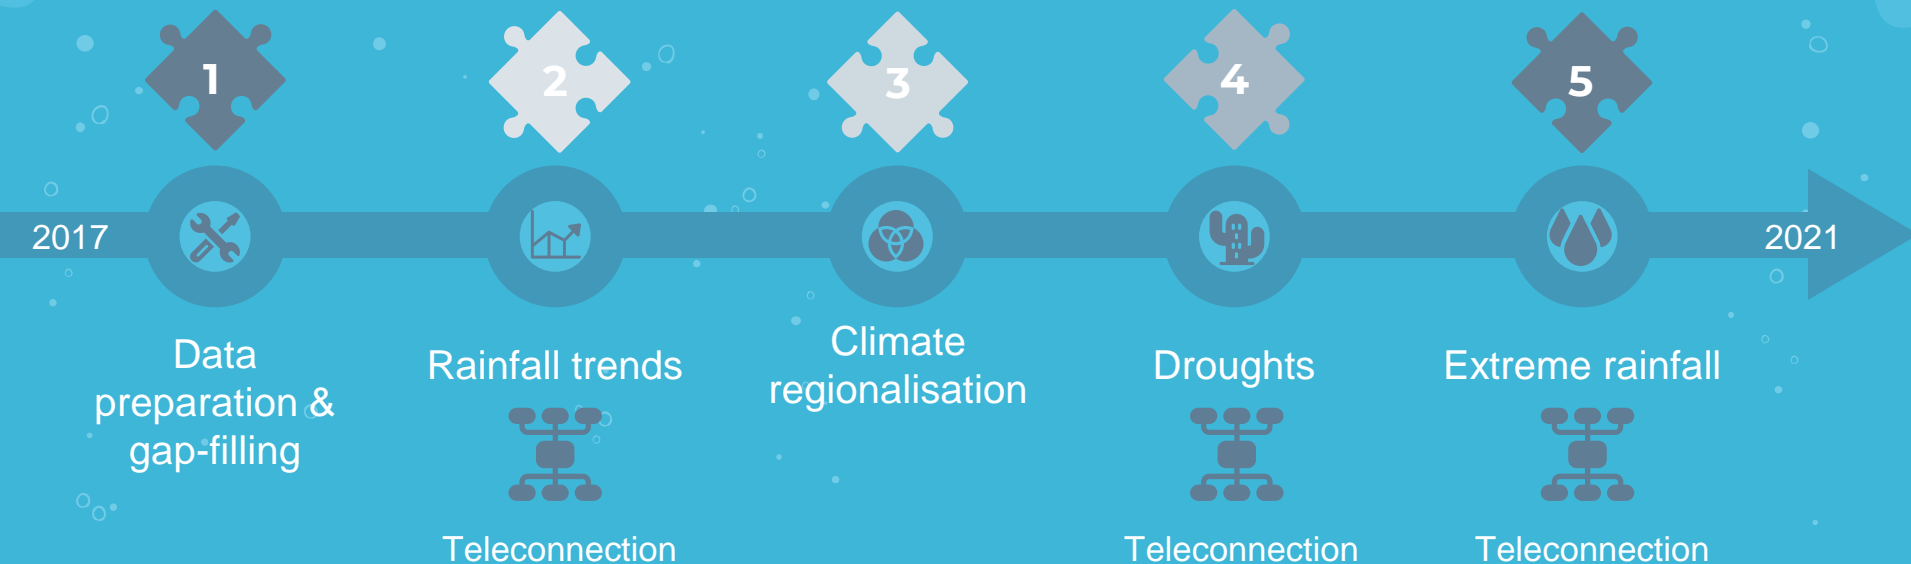 1
2
3
4
5
2017
2021
Data
preparation &
gap-filling
Rainfall trends
Climate
regionalisation
Droughts
Extreme rainfall
Teleconnection
Teleconnection
Teleconnection